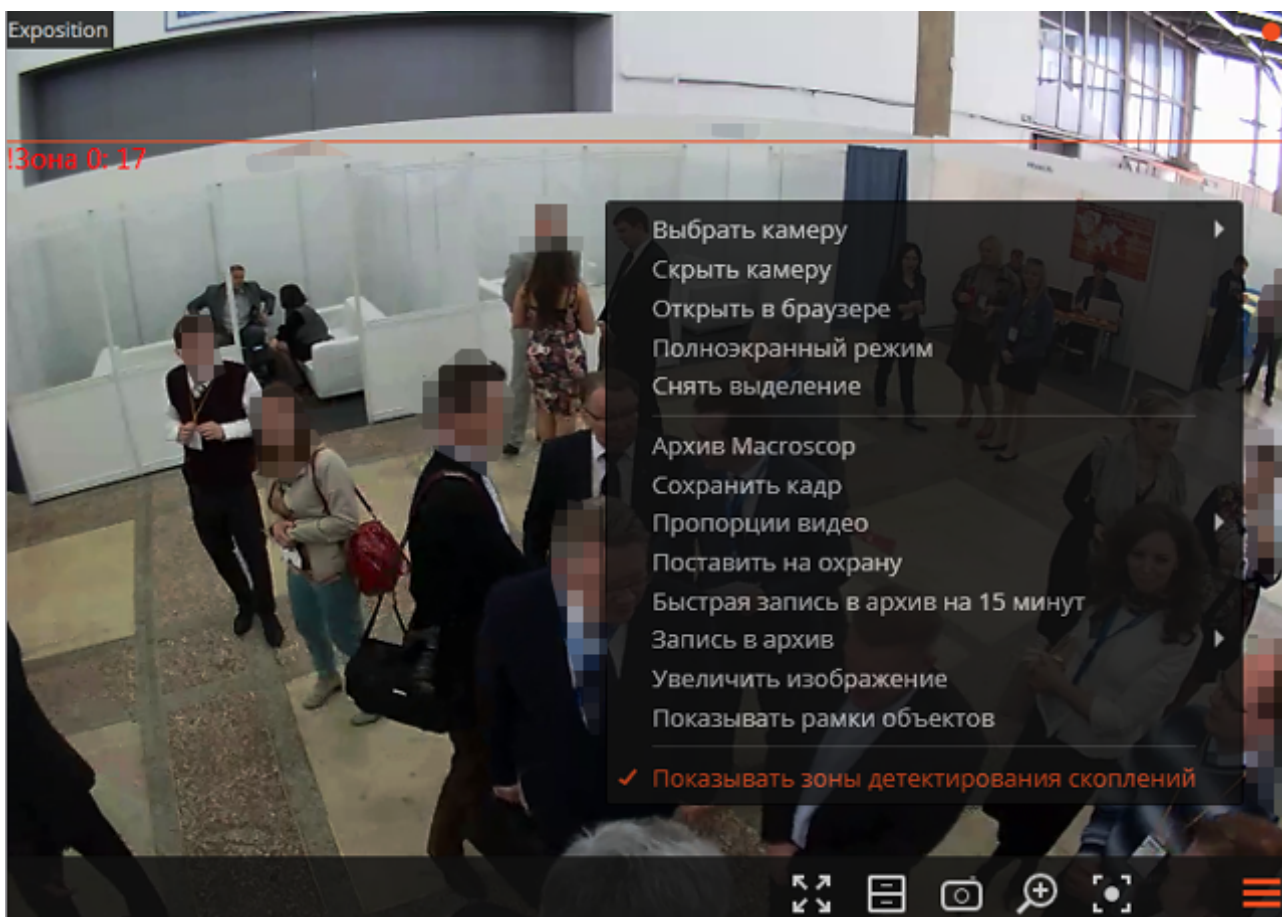 Exposition
!Зона 0: 17
Выбрать камеру
Скрыть камеру
Открыть в браузере
Полноэкранный режим
Снять выделение
Архив Macroscop
Сохранить кадр
Пропорции видео
Поставить на охрану
Быстрая запись в архив на 15 минут
Запись в архив
Увеличить изображение
Показывать рамки объектов
Показывать зоны детектирования скоплений